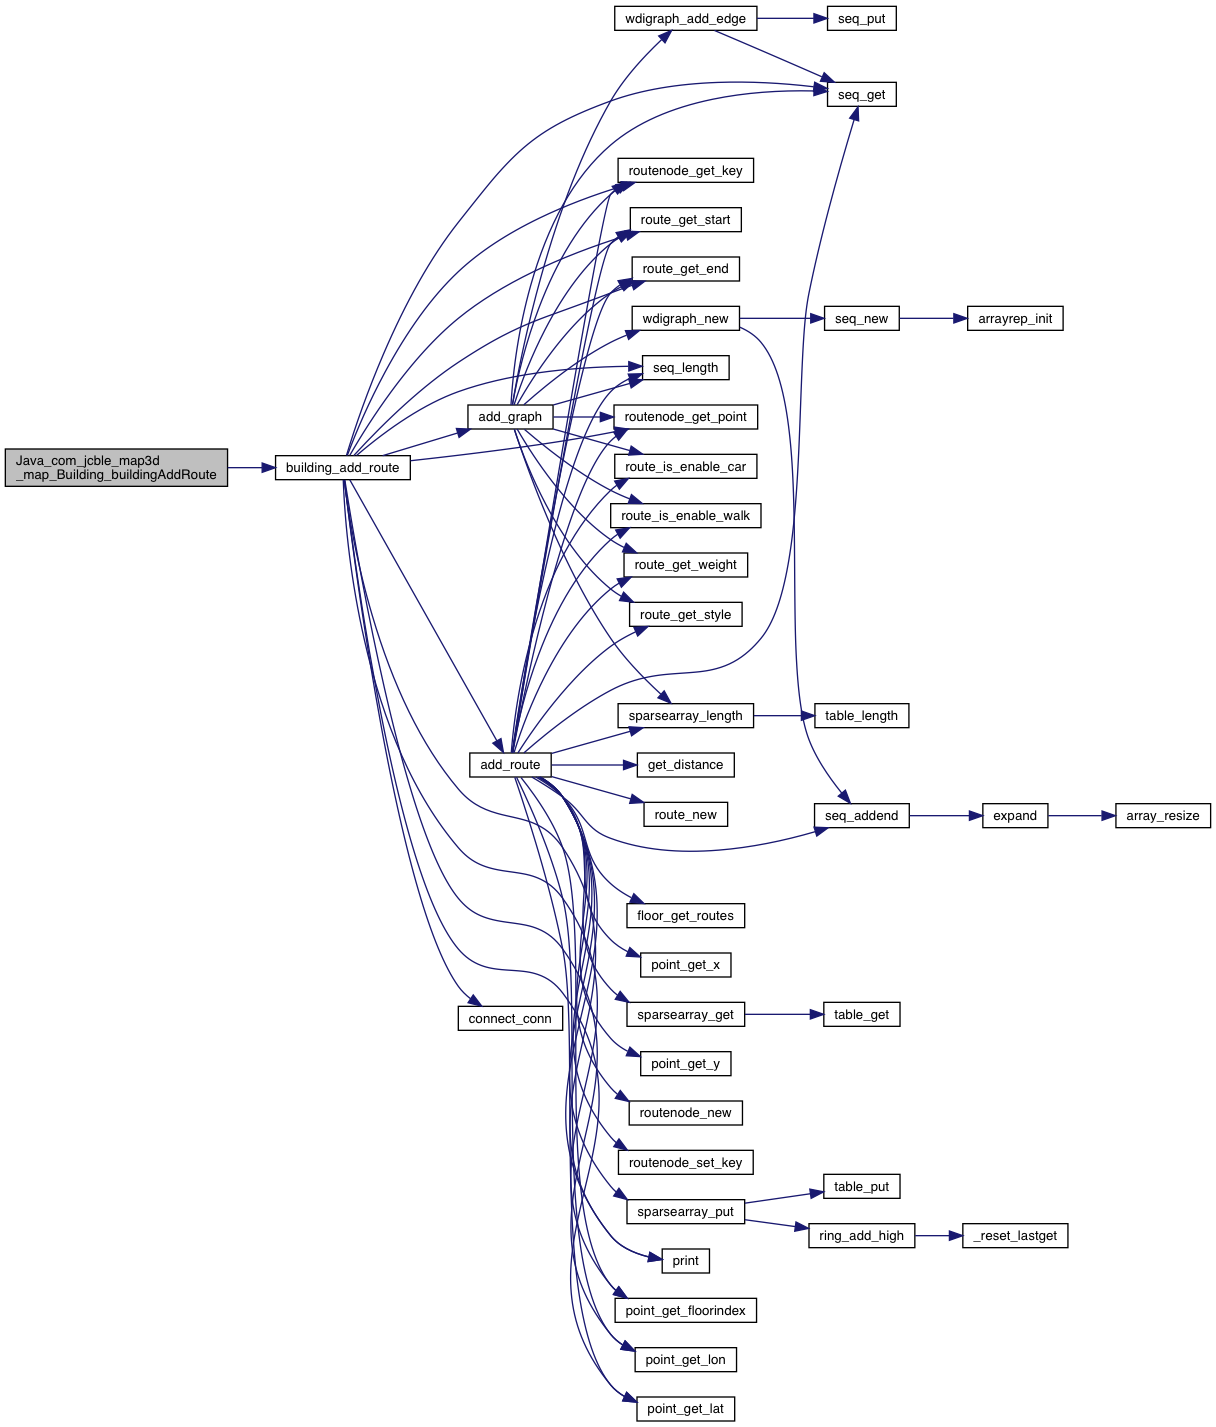 wdigraph_add_edge
seq_put
seq_get
routenode_get_key
route_get_start
route_get_end
wdigraph_new
seq_new
arrayrep_init
seq_length
add_graph
routenode_get_point
Java_com_jcble_map3d
_map_Building_buildingAddRoute
building_add_route
route_is_enable_car
route_is_enable_walk
route_get_weight
route_get_style
sparsearray_length
table_length
add_route
get_distance
route_new
seq_addend
expand
array_resize
floor_get_routes
point_get_x
connect_conn
sparsearray_get
table_get
point_get_y
routenode_new
routenode_set_key
table_put
sparsearray_put
ring_add_high
_reset_lastget
print
point_get_floorindex
point_get_lon
point_get_lat